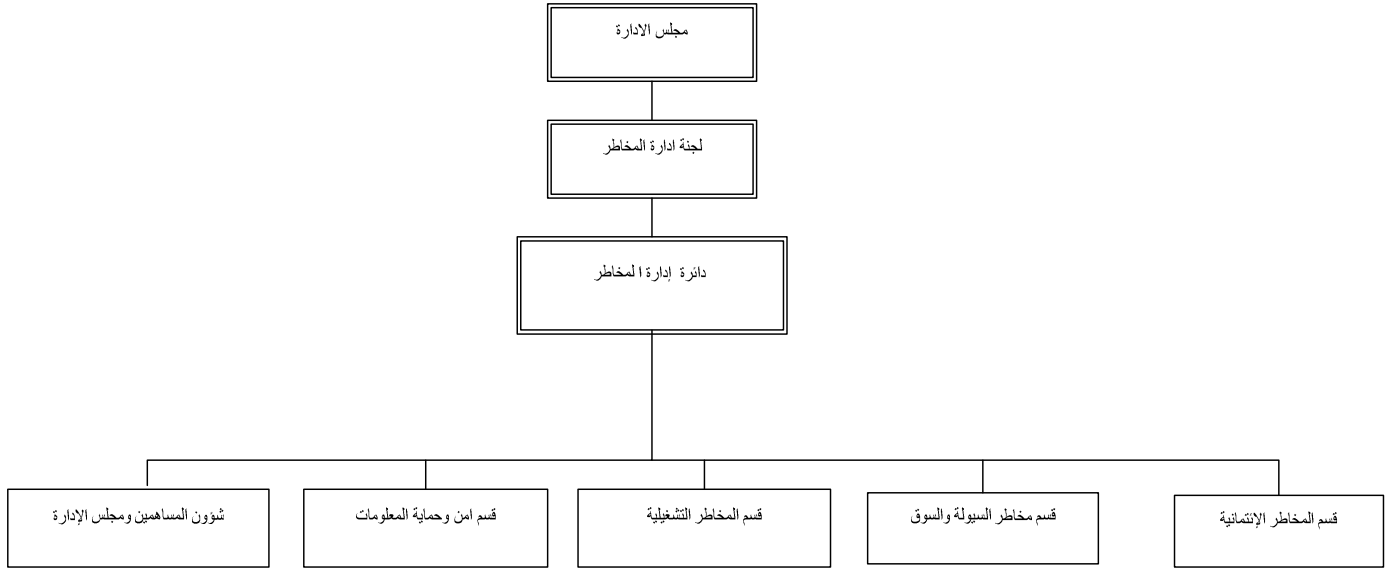 مجلس الادارة
لجنة ادارة المخاطر
دائرة إدارة المخاطر
قسم المخاطر الإئتمانية
قسم مخاطر السيولة والسوق
قسم المخاطر التشغيلية
قسم امن وحماية المعلومات
شؤون المساهمين ومجلس الإدارة